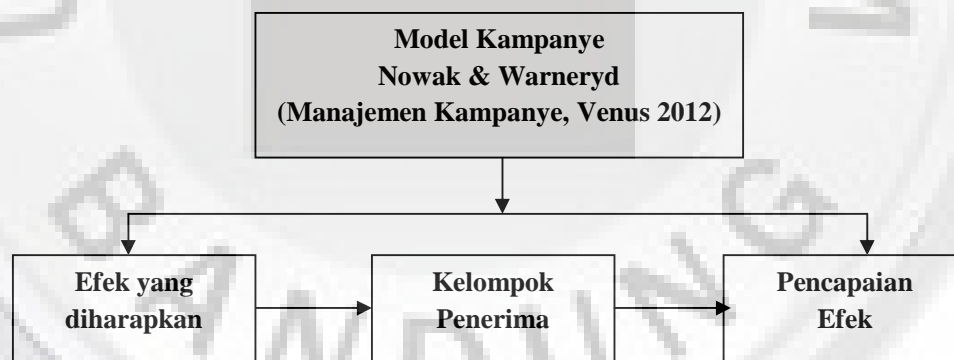 Model Kampanye
Nowak & Warneryd
(Manajemen Kampanye, Venus 2012)
Efek yang
diharapkan
Kelompok
Penerima
Pencapaian
Efek